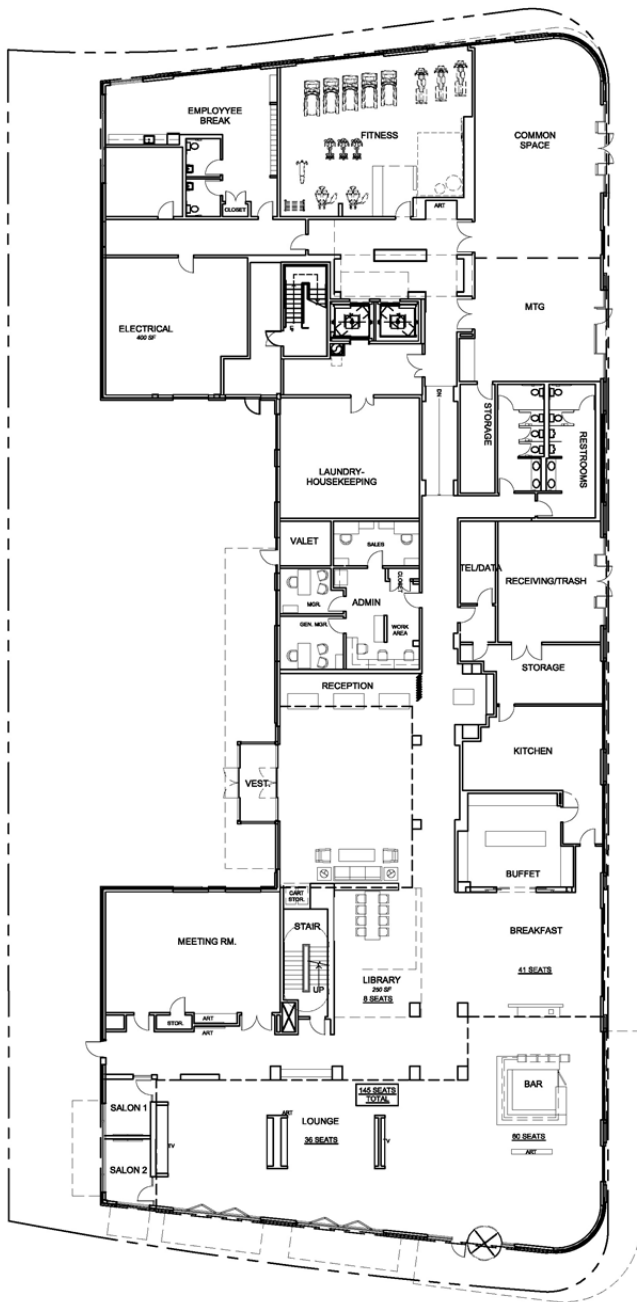 EMPLOYYEE
BREAK
FITNESS
COMMON
SPACE
CLOSET
ART
ELECTRICAL
400 SF
MTG
DN
STORAGE
RESTROOMS
LAUNDRY-
HOUSEKEEPING
VALET
SALES
TEL/DATA
RECEIVING/TRASH
CLOSET
ADMIN
MGR.
WORK
AREA
GEN. MGR.
STORAGE
RECEPTION
KITCHEN
VEST.
BUFFET
CART
STOR.
STAIR
MEETING RM.
BREAKFAST
UP
LIBRARY
250 SF
8 SEATS
41 SEATS
STOR.
ART
ART
145 SEATS
TOTAL
BAR
SALON 1
ART
LOUNGE
36 SEATS
60 SEATS
TV
TV
ART
SALON 2